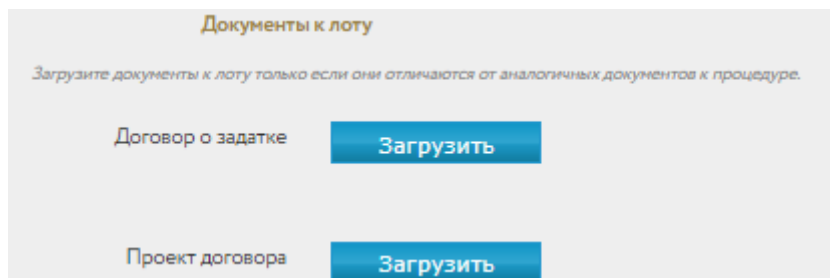 Документы к лоту
Загрузите документы к лоту только если они отличаются от аналогичных документов к процедуре.
Договор о задатке Загрузить
Проект договора Загрузить